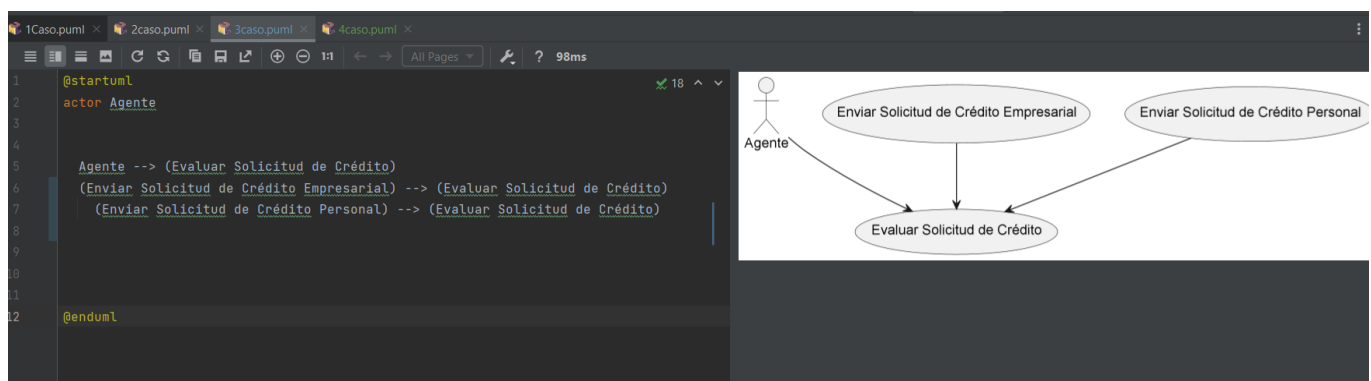 1Caso.puml × 2caso.puml × 3caso.puml × 4caso.puml ×
1:1 All Pages ? 98ms
1 @startuml 18
2 actor Agente
3
4
5 Agente --> (Evaluar Solicitud de Crédito)
6 (Enviar Solicitud de Crédito Empresarial) --> (Evaluar Solicitud de Crédito)
7 (Enviar Solicitud de Crédito Personal) --> (Evaluar Solicitud de Crédito)
8
9
10
11
12 @enduml
Enviar Solicitud de Crédito Empresarial
Enviar Solicitud de Crédito Personal
Agente
Evaluar Solicitud de Crédito